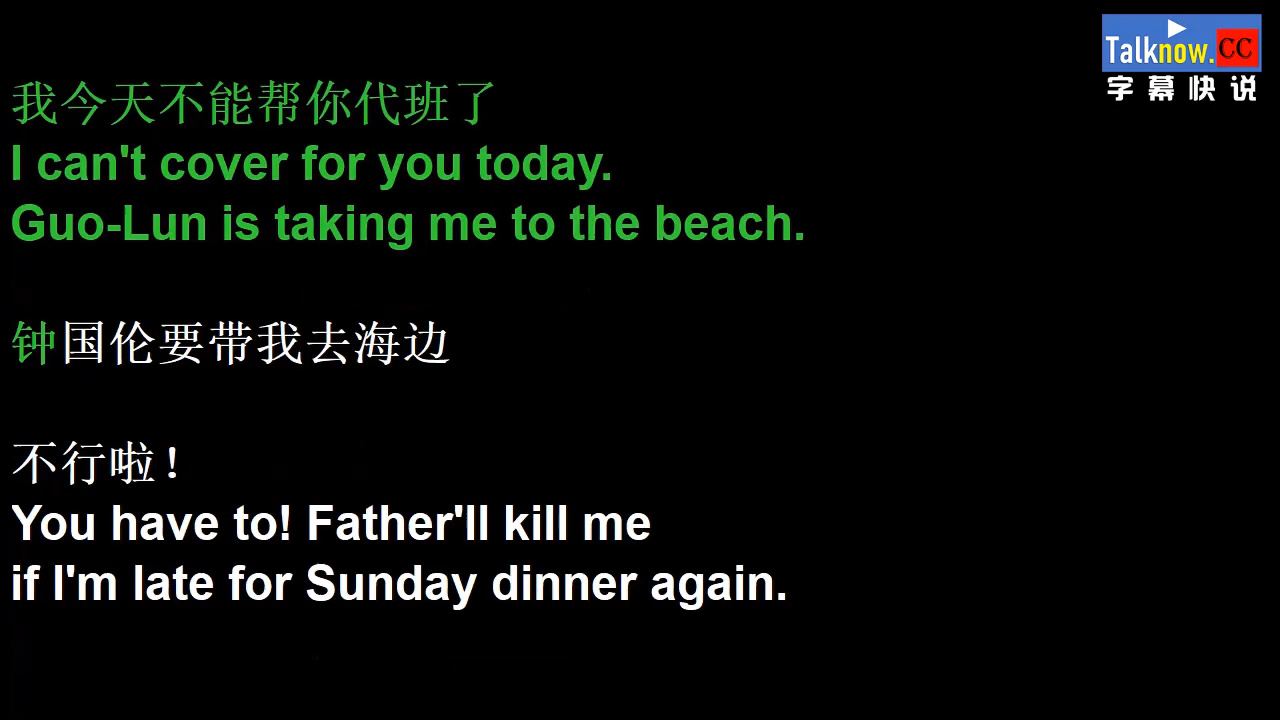 Talknow.CC
字幕快说
我今天不能帮你代班了
I can't cover for you today.
Guo-Lun is taking me to the beach.
钟国伦要带我去海边
不行啦！
You have to! Father'll kill me
if I'm late for Sunday dinner again.